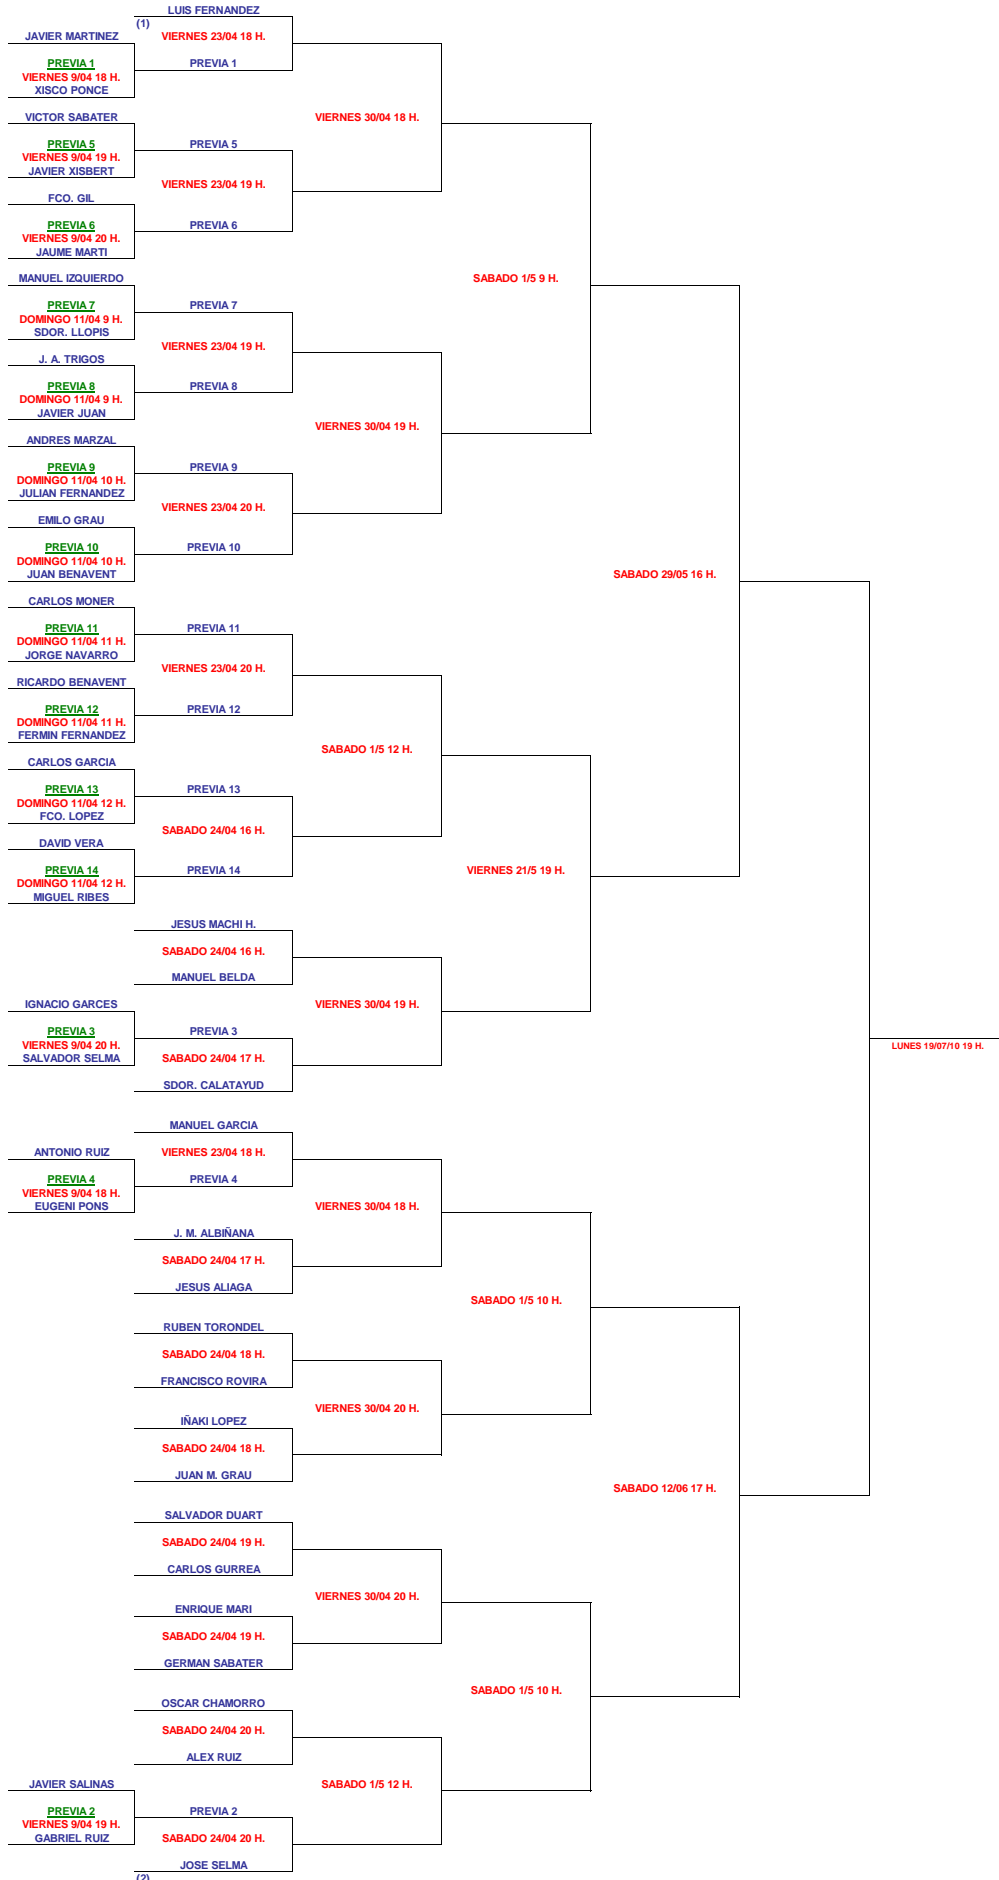 LUIS FERNANDEZ
(1)
JAVIER MARTINEZ
VIERNES 23/04 18 H.
PREVIA 1
PREVIA 1
VIERNES 9/04 18 H.
XISCO PONCE
VIERNES 30/04 18 H.
VICTOR SABATER
PREVIA 5
PREVIA 5
VIERNES 9/04 19 H.
JAVIER XISBERT
VIERNES 23/04 19 H.
FCO. GIL
PREVIA 6
PREVIA 6
VIERNES 9/04 20 H.
JAUME MARTI
MANUEL IZQUIERDO
SABADO 1/5 9 H.
PREVIA 7
PREVIA 7
DOMINGO 11/04 9 H.
SDOR. LLOPIS
VIERNES 23/04 19 H.
J. A. TRIGOS
PREVIA 8
PREVIA 8
DOMINGO 11/04 9 H.
JAVIER JUAN
VIERNES 30/04 19 H.
ANDRES MARZAL
PREVIA 9
PREVIA 9
DOMINGO 11/04 10 H.
JULIAN FERNANDEZ
VIERNES 23/04 20 H.
EMILO GRAU
PREVIA 10
PREVIA 10
DOMINGO 11/04 10 H.
JUAN BENAVENT
SABADO 29/05 16 H.
CARLOS MONER
PREVIA 11
PREVIA 11
DOMINGO 11/04 11 H.
JORGE NAVARRO
VIERNES 23/04 20 H.
RICARDO BENAVENT
PREVIA 12
PREVIA 12
DOMINGO 11/04 11 H.
FERMIN FERNANDEZ
SABADO 1/5 12 H.
CARLOS GARCIA
PREVIA 13
PREVIA 13
DOMINGO 11/04 12 H.
FCO. LOPEZ
SABADO 24/04 16 H.
DAVID VERA
PREVIA 14
PREVIA 14
VIERNES 21/5 19 H.
DOMINGO 11/04 12 H.
MIGUEL RIBES
JESUS MACHI H.
SABADO 24/04 16 H.
MANUEL BELDA
IGNACIO GARCES
VIERNES 30/04 19 H.
PREVIA 3
PREVIA 3
VIERNES 9/04 20 H.
SALVADOR SELMA
SABADO 24/04 17 H.
LUNES 19/07/10 19 H.
SDOR. CALATAYUD
MANUEL GARCIA
ANTONIO RUIZ
VIERNES 23/04 18 H.
PREVIA 4
PREVIA 4
VIERNES 9/04 18 H.
EUGENI PONS
VIERNES 30/04 18 H.
J. M. ALBIÑANA
SABADO 24/04 17 H.
JESUS ALIAGA
SABADO 1/5 10 H.
RUBEN TORONDEL
SABADO 24/04 18 H.
FRANCISCO ROVIRA
VIERNES 30/04 20 H.
IÑAKI LOPEZ
SABADO 24/04 18 H.
JUAN M. GRAU
SABADO 12/06 17 H.
SALVADOR DUART
SABADO 24/04 19 H.
CARLOS GURREA
VIERNES 30/04 20 H.
ENRIQUE MARI
SABADO 24/04 19 H.
GERMAN SABATER
SABADO 1/5 10 H.
OSCAR CHAMORRO
SABADO 24/04 20 H.
ALEX RUIZ
JAVIER SALINAS
SABADO 1/5 12 H.
PREVIA 2
PREVIA 2
VIERNES 9/04 19 H.
GABRIEL RUIZ
SABADO 24/04 20 H.
JOSE SELMA
(2)